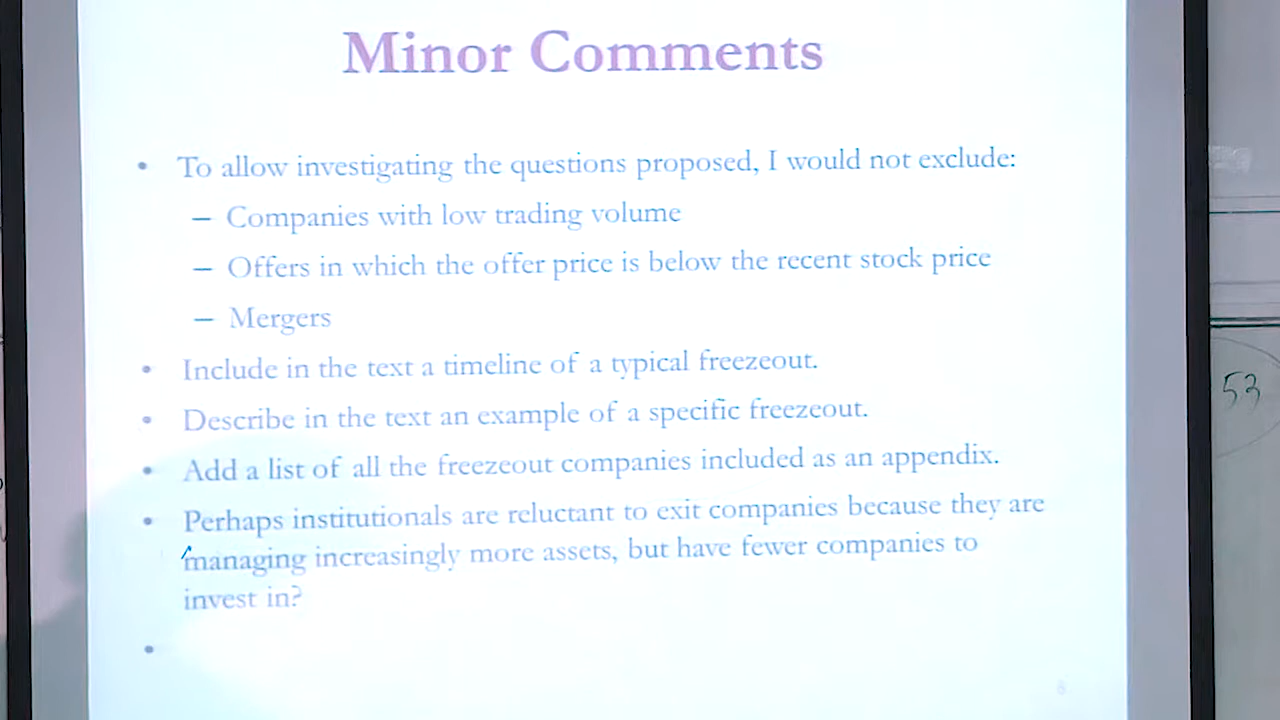 Minor Comments
• To allow investigating the questions proposed, I would not exclude:
– Companies with low trading volume
– Offers in which the offer price is below the recent stock price
– Mergers
• Include in the text a timeline of a typical freezeout.
• Describe in the text an example of a specific freezeout.
• Add a list of all the freezeout companies included as an appendix.
• Perhaps institutionals are reluctant to exit companies because they are
managing increasingly more assets, but have fewer companies to
invest in?
•
53